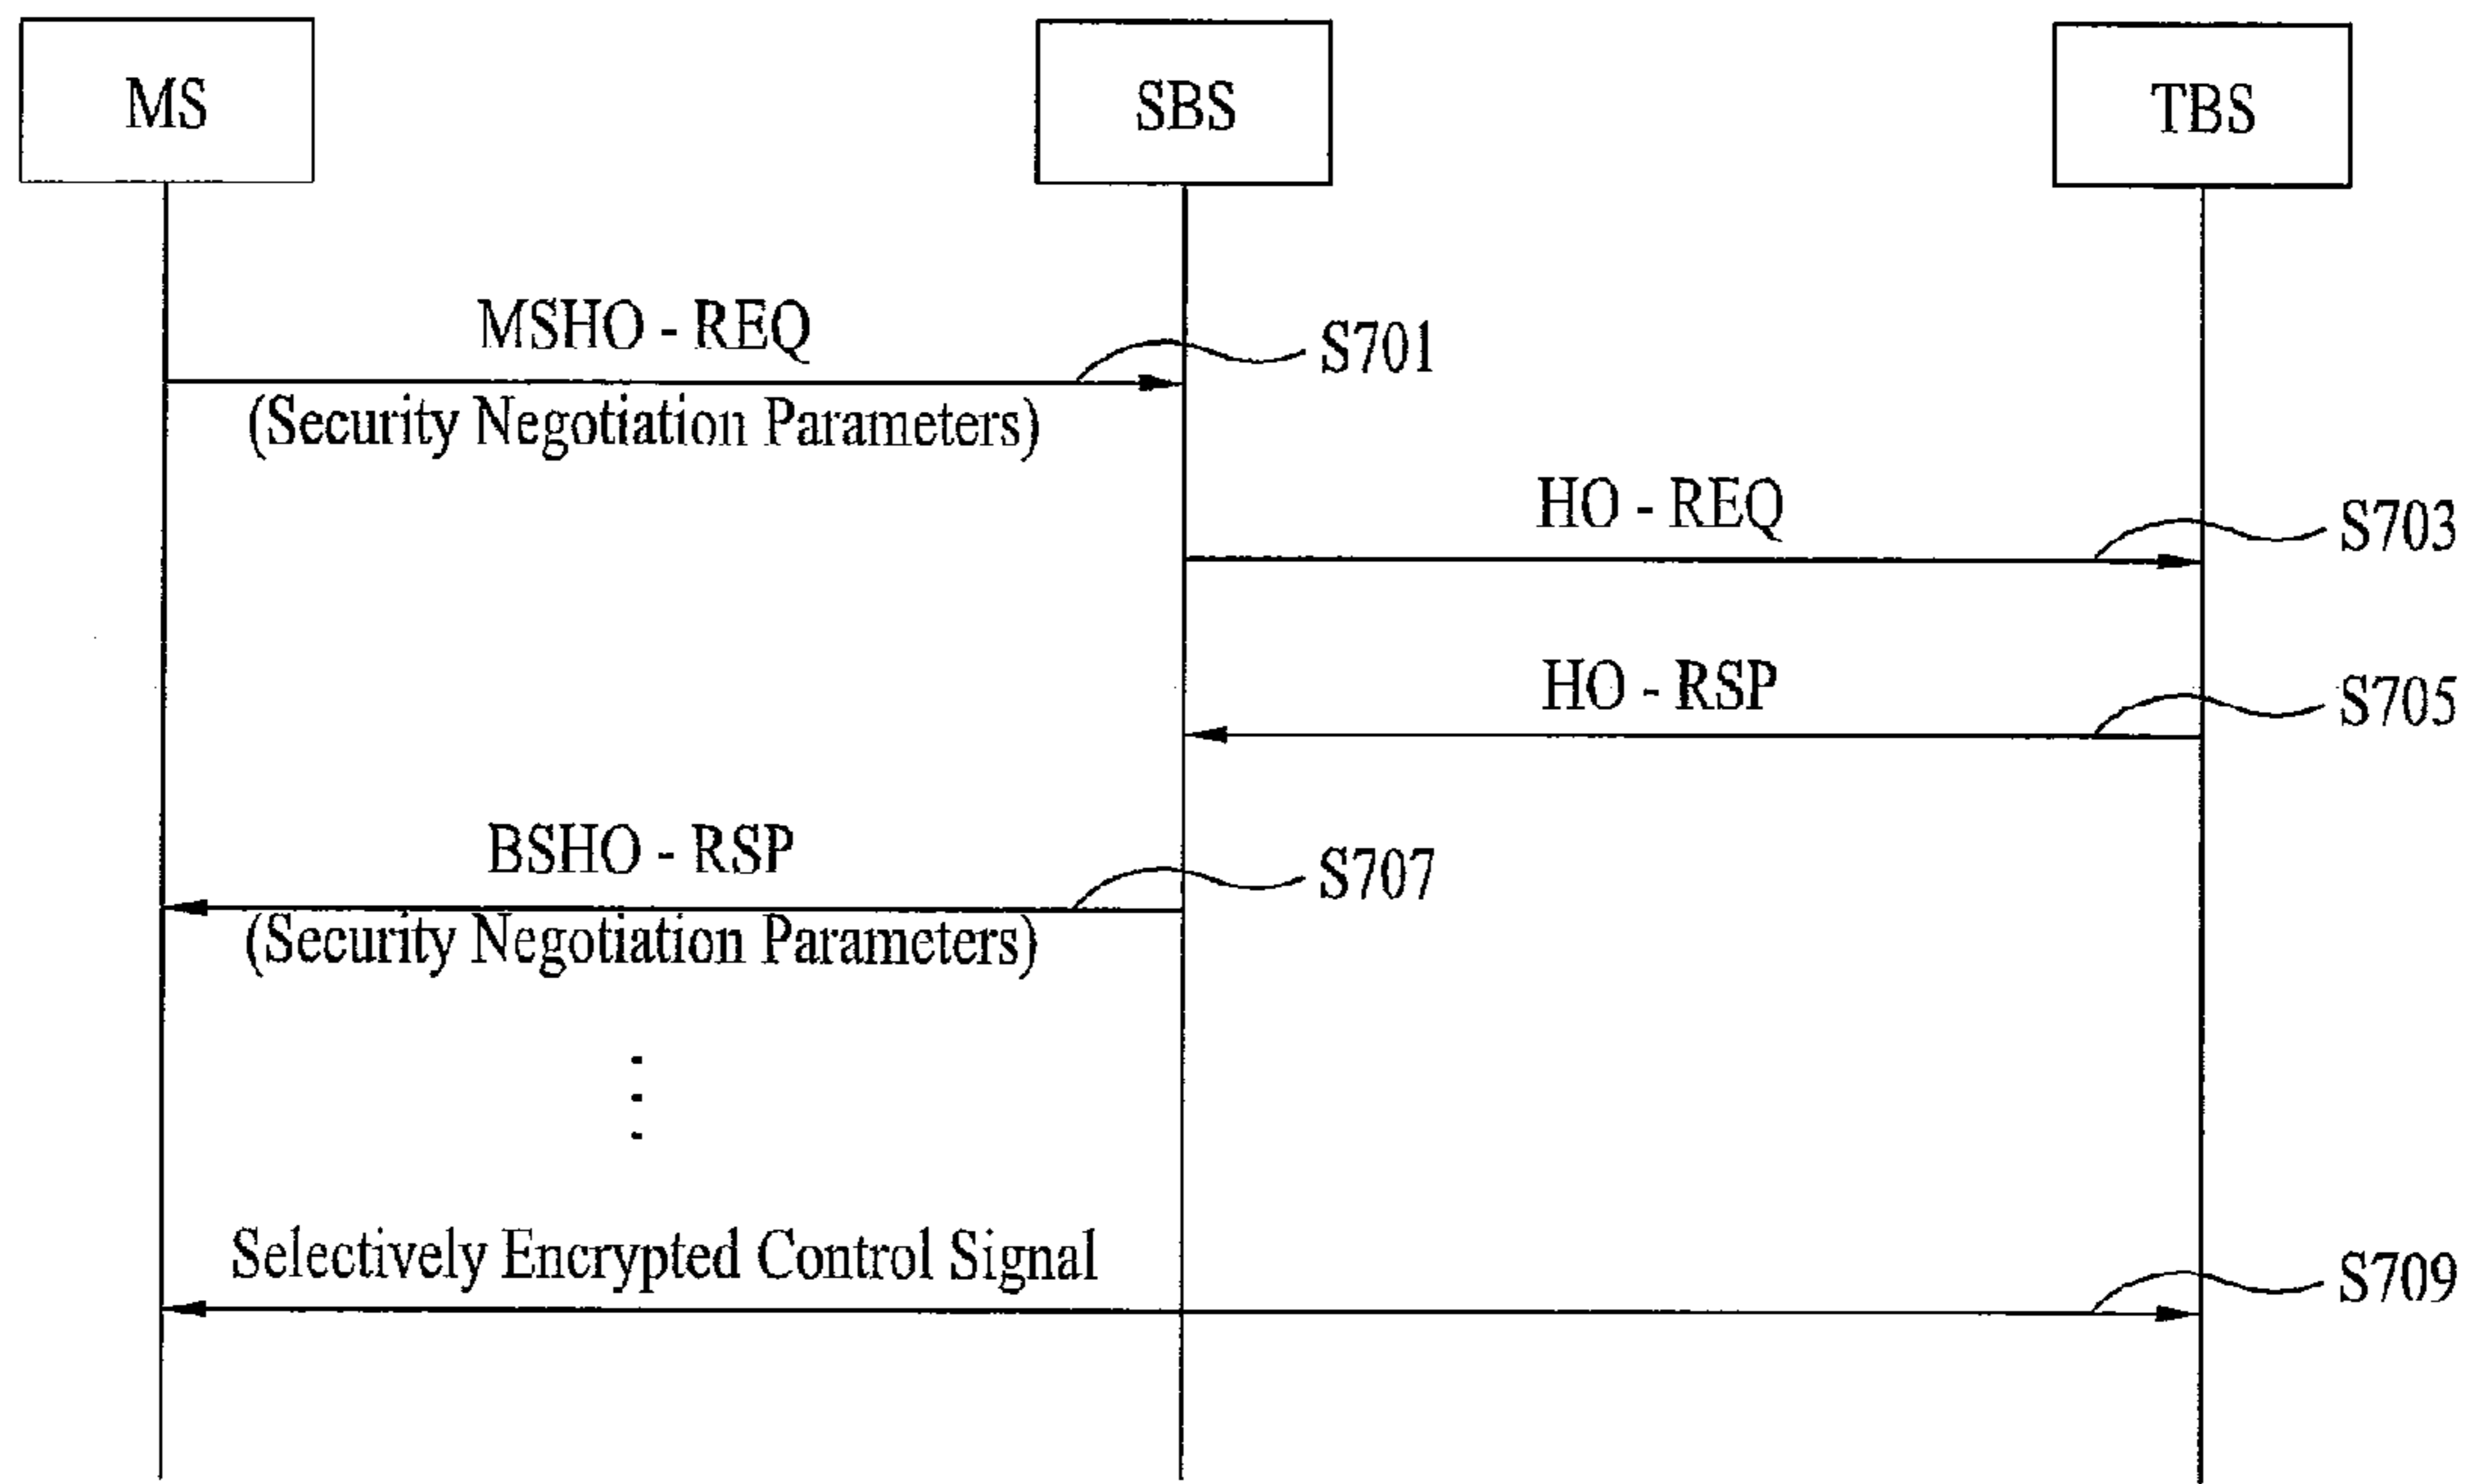 MS
SBS
TBS
MSHO - REQ
S701
(Security Negotiation Parameters)
HO - REQ
S703
HO - RSP
S705
BSHO - RSP
S707
(Security Negotiation Parameters)
Selectively Encrypted Control Signal
S709